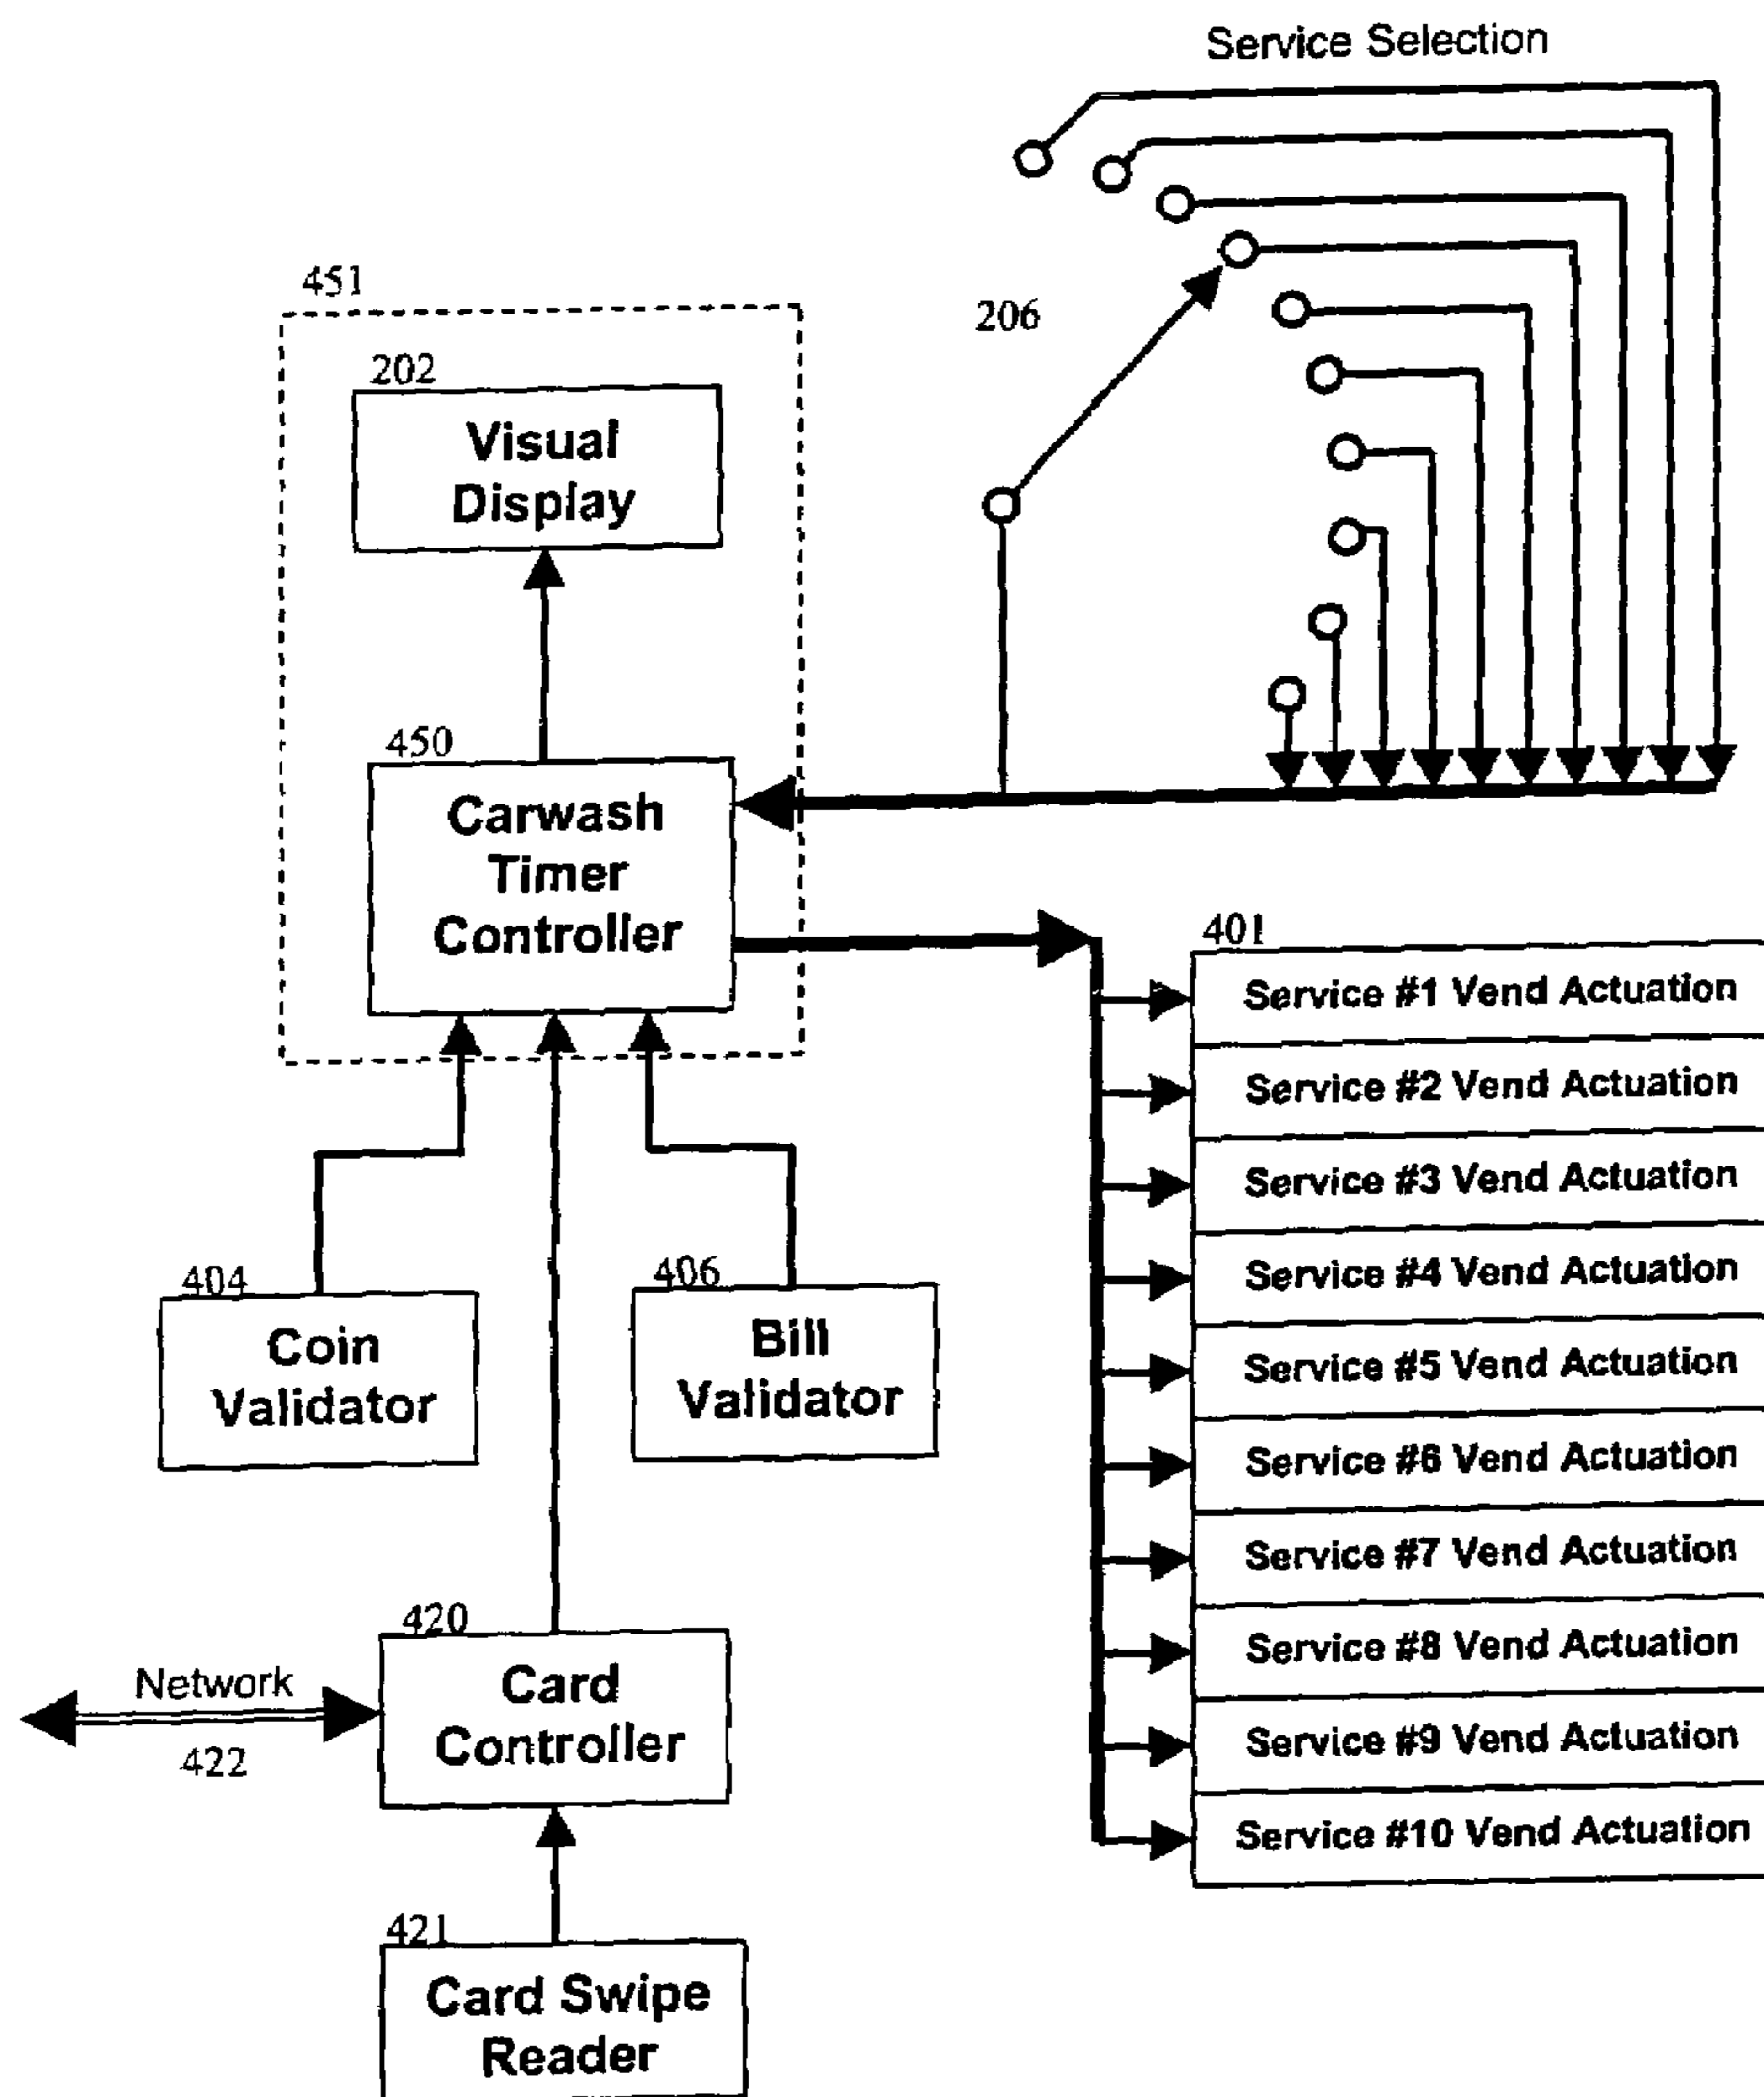 Service Selection
451
206
202
Visual
Display
450
Carwash
Timer
Controller
401
Service #1 Vend Actuation
Service #2 Vend Actuation
Service #3 Vend Actuation
Service #4 Vend Actuation
Service #5 Vend Actuation
Service #6 Vend Actuation
Service #7 Vend Actuation
Service #8 Vend Actuation
Service #9 Vend Actuation
Service #10 Vend Actuation
404
Coin
Validator
406
Bill
Validator
420
Card
Controller
Network
422
421
Card Swipe
Reader